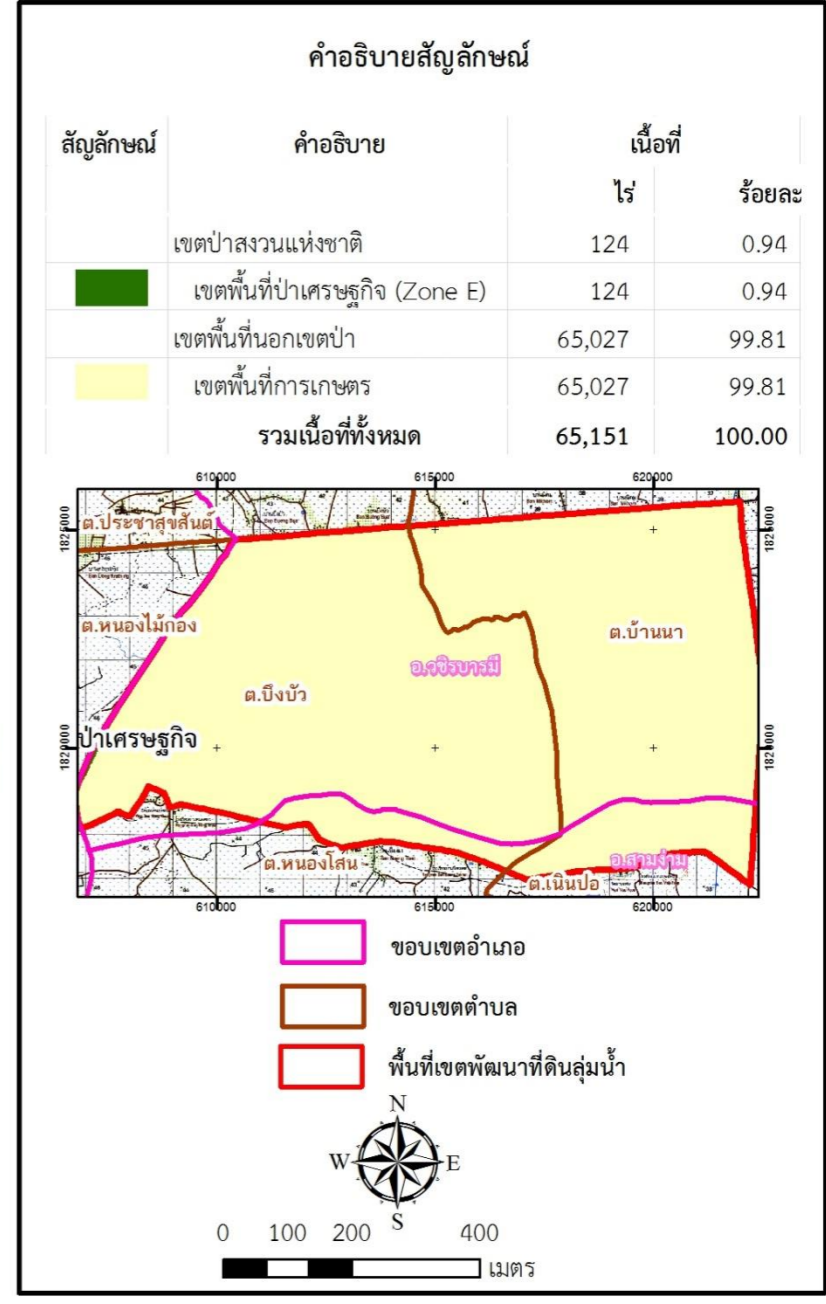 คำอธิบายสัญลักษณ์
สัญลักษณ์ คำอธิบาย เนื้อที่
ไร่ ร้อยละ
เขตป่าสงวนแห่งชาติ 124 0.94
เขตพื้นที่ป่าเศรษฐกิจ (Zone E) 124 0.94
เขตพื้นที่นอกเขตป่า 65,027 99.81
เขตพื้นที่การเกษตร 65,027 99.81
รวมเนื้อที่ทั้งหมด 65,151 100.00
610000 615000 620000
ต.ประชาสุขสันต์
1825000 1825000
ต.หนองไม้กอง
ต.บ้านนา
อ.วชิรบารมี
ต.บึงบัว
ป่าเศรษฐกิจ
1820000 1820000
ต.หนองโสน
อ.สามง่าม
ต.เนินปอ
610000 615000 620000
ขอบเขตอำเภอ
ขอบเขตตำบล
พื้นที่เขตพัฒนาที่ดินลุ่มน้ำ
N
W E
S
0 100 200 400
เมตร